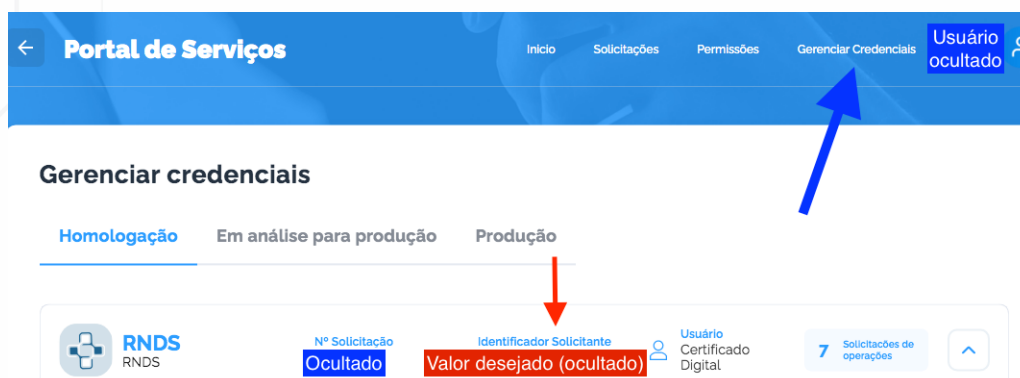 Portal de Serviços
Inicio Solicitações Permissões Gerenciar Credenciais Usuário ocultado
Gerenciar credenciais
Homologação Em análise para produção Produção
RNDS
RNDS
Nº Solicitação
Ocultado
Identificador Solicitante
Valor desejado (ocultado)
Usuário
Certificado
Digital
7 Solicitacões de
operações